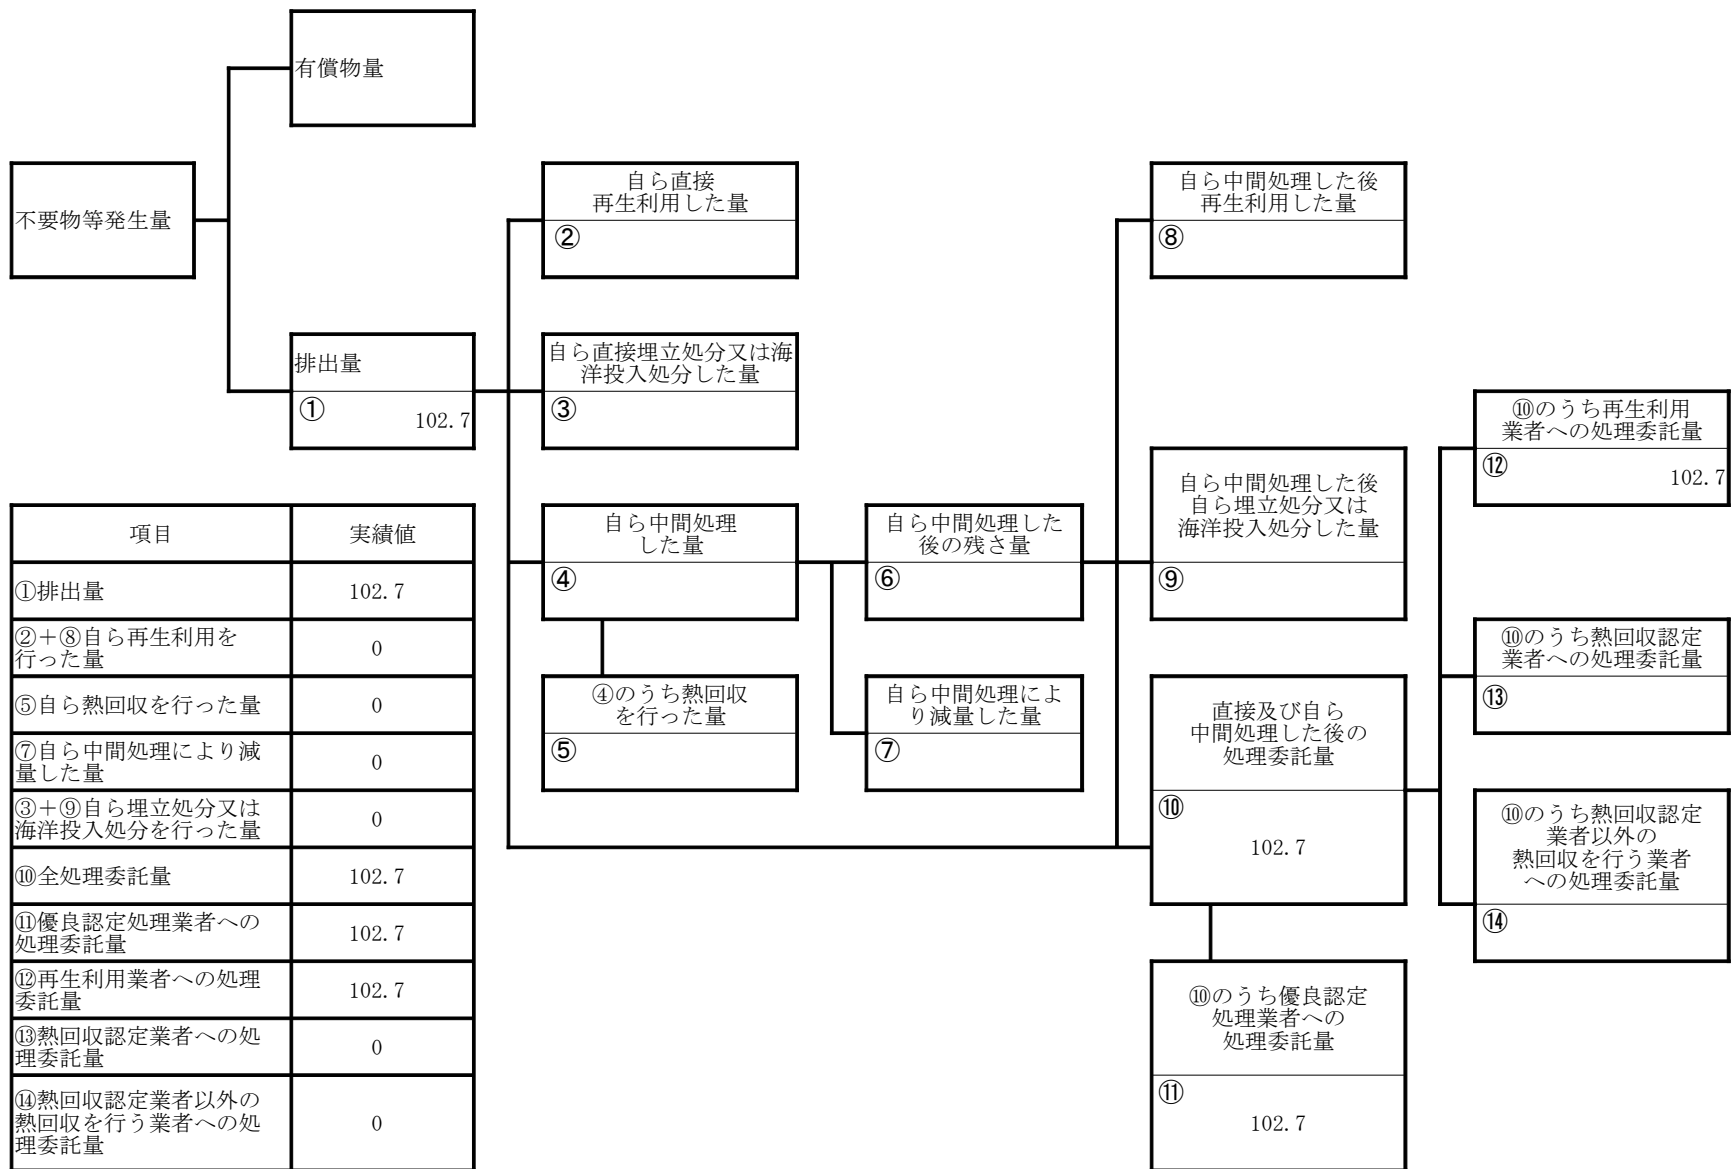 有償物量
不要物等発生量
自ら直接
再生利用した量
②
自ら中間処理した後
再生利用した量
⑧
排出量
① 102.7
自ら直接埋立処分又は海
洋投入処分した量
③
⑩のうち再生利用
業者への処理委託量
⑫ 102.7
自ら中間処理
した量
④
自ら中間処理した
後の残さ量
⑥
自ら中間処理した後
自ら埋立処分又は
海洋投入処分した量
⑨
⑩のうち熱回収認定
業者への処理委託量
⑬
④のうち熱回収
を行った量
⑤
自ら中間処理によ
り減量した量
⑦
直接及び自ら
中間処理した後の
処理委託量
⑩
102.7
⑩のうち熱回収認定
業者以外の
熱回収を行う業者
への処理委託量
⑭
⑩のうち優良認定
処理業者への
処理委託量
⑪
102.7
項目 実績値
①排出量 102.7
②＋⑧自ら再生利用を
行った量 0
⑤自ら熱回収を行った量 0
⑦自ら中間処理により減
量した量 0
③＋⑨自ら埋立処分又は
海洋投入処分を行った量 0
⑩全処理委託量 102.7
⑪優良認定処理業者への
処理委託量 102.7
⑫再生利用業者への処理
委託量 102.7
⑬熱回収認定業者への処
理委託量 0
⑭熱回収認定業者以外の
熱回収を行う業者への処
理委託量 0